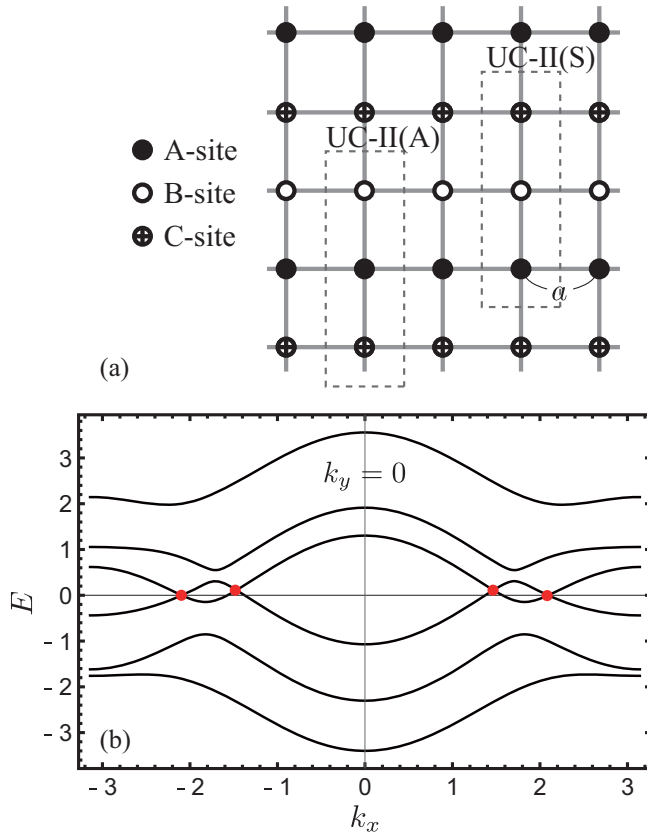 UC-II(S)
UC-II(A)
A-site
B-site
C-site
a
(a)
k_y = 0
3
2
1
0
- 1
- 2
- 3
E
(b)
- 3 - 2 - 1 0 1 2 3
k_x